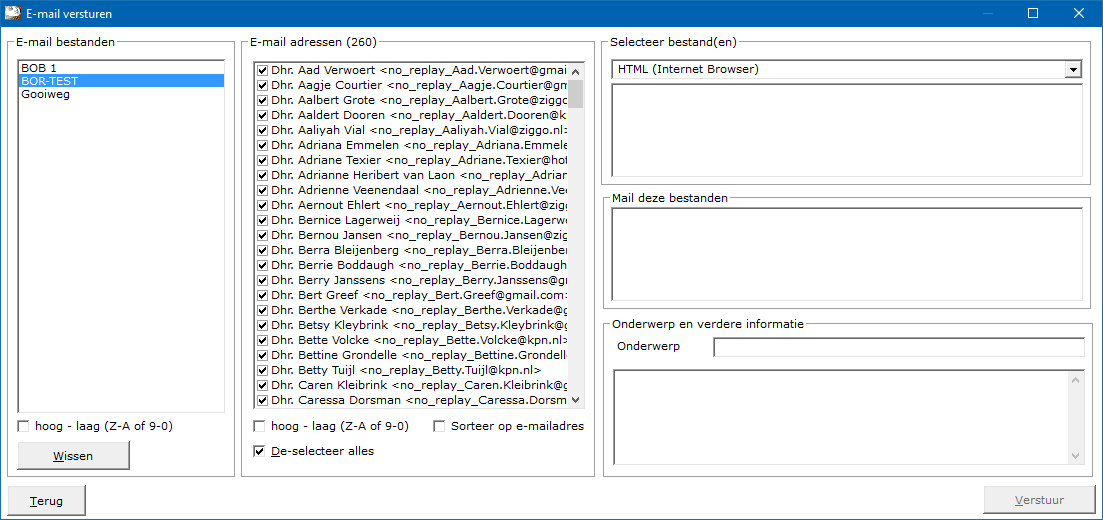 E-mail versturen
E-mail bestanden
BOB 1
BOR-TEST
Gooiweg
hoog - laag (Z-A of 9-0)
Wissen
E-mail adressen (260)
Dhr. Aad Verwoert <no_replay_Aad.Verwoert@gmai
Dhr. Aagje Courtier <no_replay_Aagje.Courtier@gm
Dhr. Aalbert Grote <no_replay_Aalbert.Grote@ziggo
Dhr. Aaldert Dooren <no_replay_Aaldert.Dooren@k
Dhr. Aaliyah Vial <no_replay_Aaliyah.Vial@ziggo.nl>
Dhr. Adriana Emmelen <no_replay_Adriana.Emmele
Dhr. Adriane Texier <no_replay_Adriane.Texier@hot
Dhr. Adrianne Heribert van Laon <no_replay_Adrian
Dhr. Adrienne Veenendaal <no_replay_Adrienne.Vee
Dhr. Aernout Ehlert <no_replay_Aernout.Ehlert@zigg
Dhr. Bernice Lagerweij <no_replay_Bernice.Lagerwe
Dhr. Bernou Jansen <no_replay_Bernou.Jansen@zig
Dhr. Berra Bleijenberg <no_replay_Berra.Bleijenber
Dhr. Berrie Boddaugh <no_replay_Berrie.Boddaugh
Dhr. Berry Janssens <no_replay_Berry.Janssens@g
Dhr. Bert Greef <no_replay_Bert.Greef@gmail.com>
Dhr. Berthe Verkade <no_replay_Berthe.Verkade@g
Dhr. Betsy Kleybrink <no_replay_Betsy.Kleybrink@g
Dhr. Bette Volcke <no_replay_Bette.Volcke@kpn.nl>
Dhr. Bettine Grondelle <no_replay_Bettine.Grondell
Dhr. Betty Tuijl <no_replay_Betty.Tuijl@kpn.nl>
Dhr. Caren Kleibrink <no_replay_Caren.Kleibrink@g
Dhr. Caressa Dorsman <no_replay_Caressa.Dorsm
hoog - laag (Z-A of 9-0)
Sorteer op e-mailadres
De-selecteer alles
Selecteer bestand(en)
HTML (Internet Browser)
Mail deze bestanden
Onderwerp en verdere informatie
Onderwerp
Terug
Verstuur